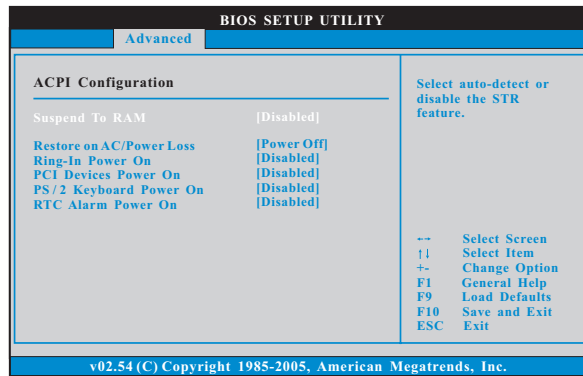 BIOS SETUP UTILITY
Advanced
ACPI Configuration
Suspend To RAM [Disabled]
Restore on AC/Power Loss [Power Off]
Ring-In Power On [Disabled]
PCI Devices Power On [Disabled]
PS/2 Keyboard Power On [Disabled]
RTC Alarm Power On [Disabled]
Select auto-detect or
disable the STR
feature.
←→ Select Screen
↑↓ Select Item
+- Change Option
F1 General Help
F9 Load Defaults
F10 Save and Exit
ESC Exit
v02.54 (C) Copyright 1985-2005, American Megatrends, Inc.